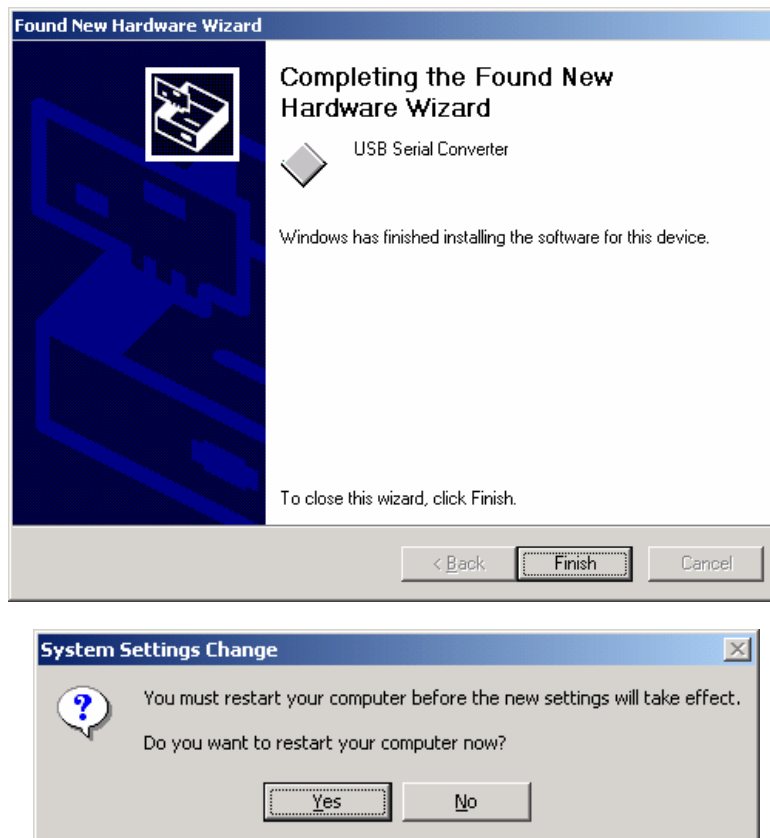 Found New Hardware Wizard
Completing the Found New
Hardware Wizard
USB Serial Converter
Windows has finished installing the software for this device.
To close this wizard, click Finish.
< Back Finish Cancel
System Settings Change
You must restart your computer before the new settings will take effect.
Do you want to restart your computer now?
Yes No